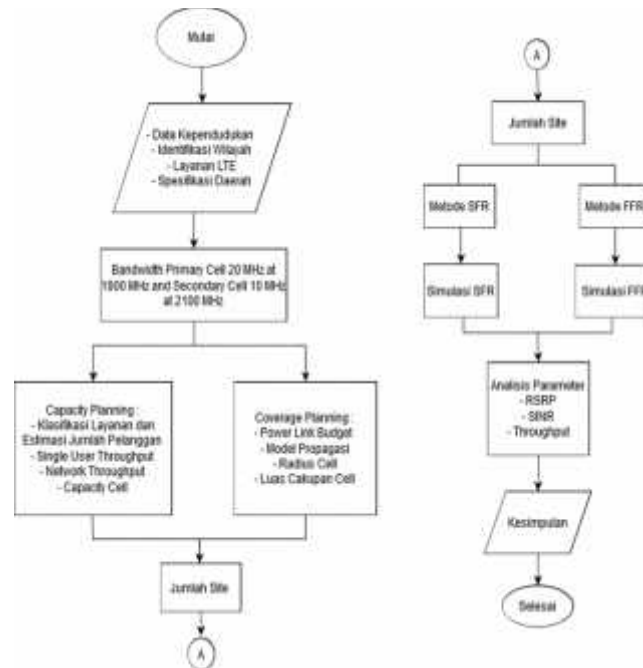 Mulai
- Data Kependudukan
- Identifikasi Wilayah
- Layanan LTE
- Spesifikasi Daerah
Bandwidth Primary Cell 20 MHz at
1800 MHz and Secondary Cell 10 MHz
at 2100 MHz
Capacity Planning :
- Klasifikasi Layanan dan
Estimasi Jumlah Pelanggan
- Single User Throughput
- Network Throughput
- Capacity Cell
Coverage Planning :
- Power Link Budget
- Model Propagasi
- Radius Cell
- Luas Cakupan Cell
Jumlah Site
A
A
Jumlah Site
Metode SFR
Metode FFR
Simulasi SFR
Simulasi FFR
Analisis Parameter
- RSRP
- SINR
- Throughput
Kesimpulan
Selesai